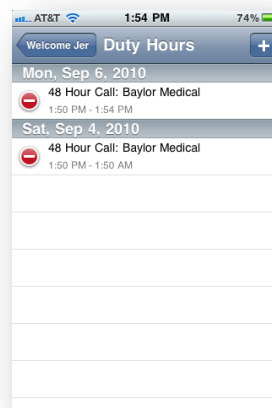 AT&T 1:54 PM 74%
Welcome Jer Duty Hours +
Mon, Sep 6, 2010
48 Hour Call: Baylor Medical
1:50 PM - 1:54 PM
Sat, Sep 4, 2010
48 Hour Call: Baylor Medical
1:50 PM - 1:50 AM